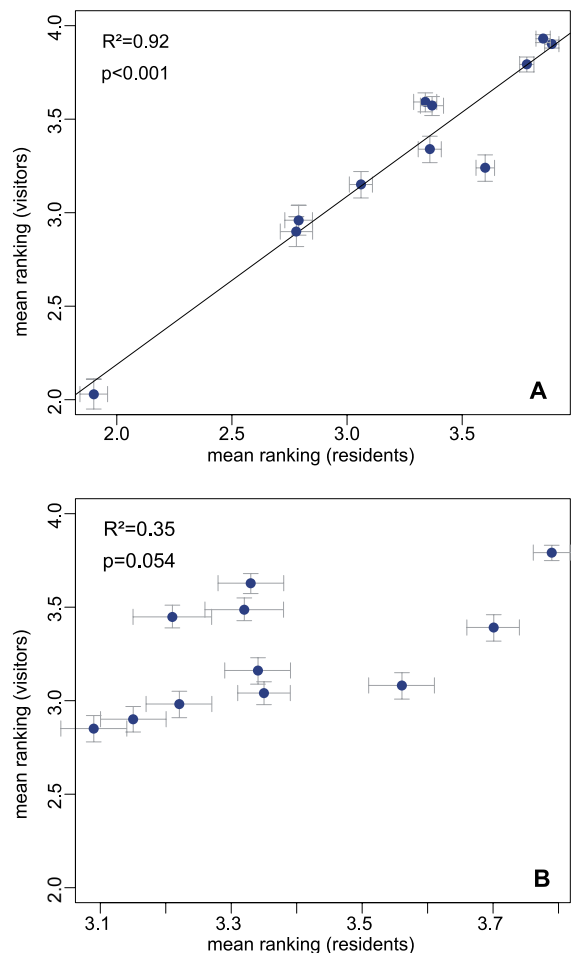 R²=0.92
p<0.001
4.0
3.5
3.0
2.5
2.0
mean ranking (visitors)
2.0 2.5 3.0 3.5
mean ranking (residents)
A
R²=0.35
p=0.054
4.0
3.5
3.0
2.5
2.0
mean ranking (visitors)
3.1 3.3 3.5 3.7
mean ranking (residents)
B